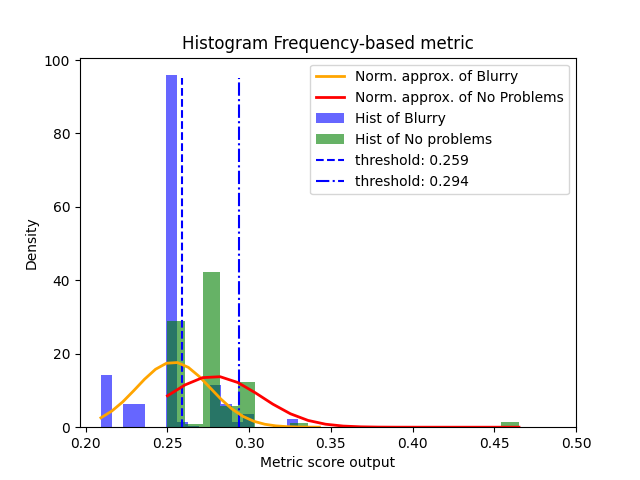 Histogram Frequency-based metric
Norm. approx. of Blurry
Norm. approx. of No Problems
Hist of Blurry
Hist of No problems
threshold: 0.259
threshold: 0.294
Density
100
80
60
40
20
0
0.20 0.25 0.30 0.35 0.40 0.45 0.50
Metric score output